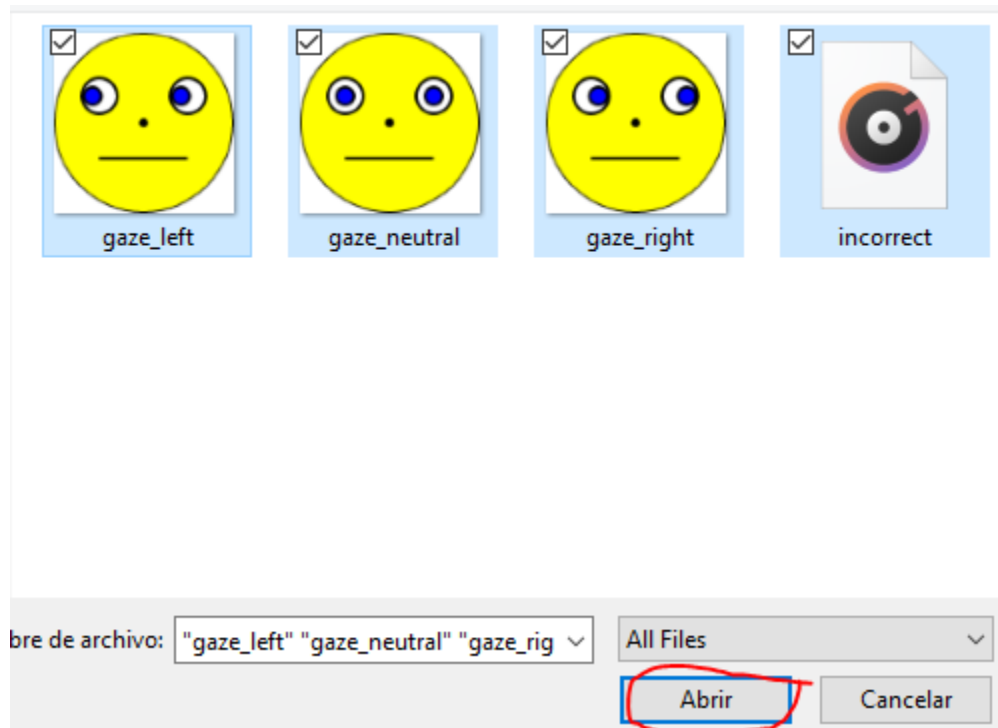 gaze_left
gaze_neutral
gaze_right
incorrect
bre de archivo:
"gaze_left" "gaze_neutral" "gaze_rig
All Files
Abrir
Cancelar